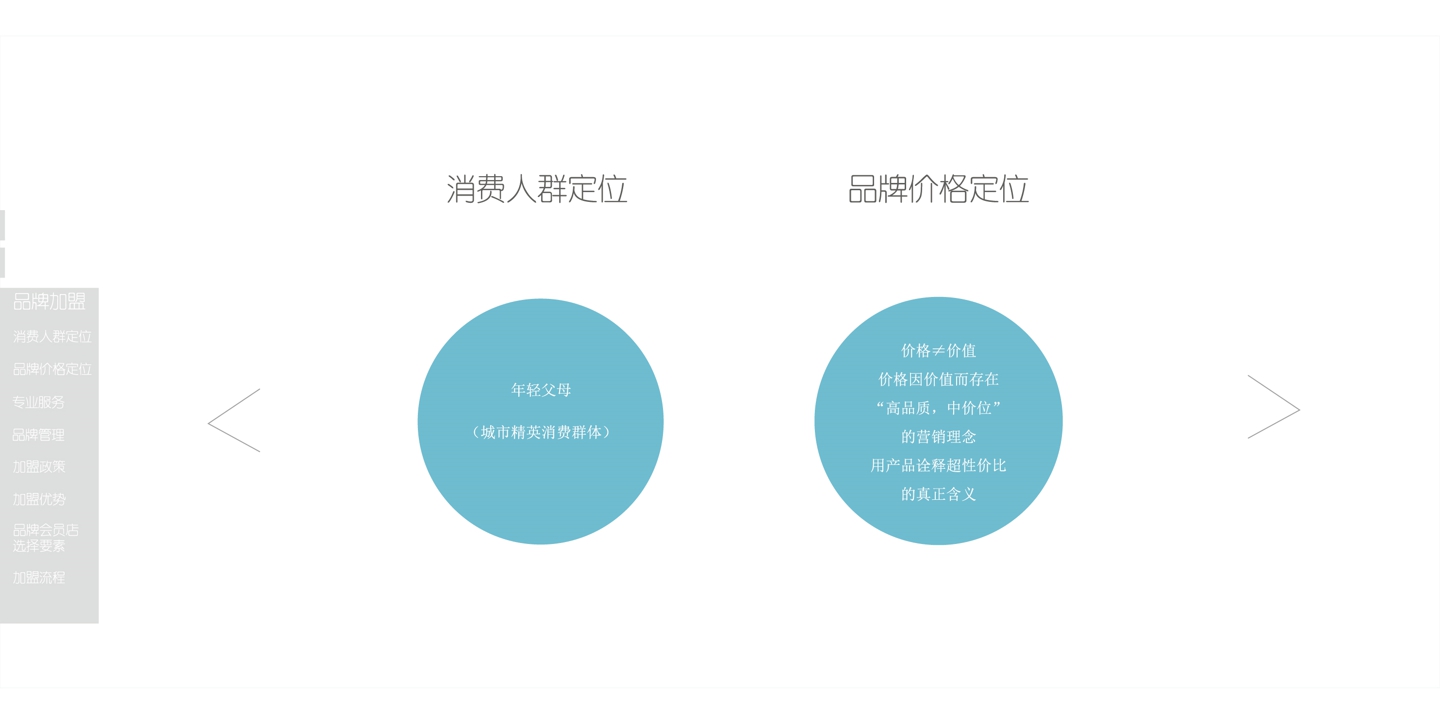 消费人群定位
品牌价格定位
品牌加盟
消费人群定位
品牌价格定位
专业服务
品牌管理
加盟政策
加盟优势
品牌会员店
选择要素
加盟流程
年轻父母
（城市精英消费群体）
价格≠价值
价格因价值而存在
“高品质，中价位”
的营销理念
用产品诠释超性价比
的真正含义